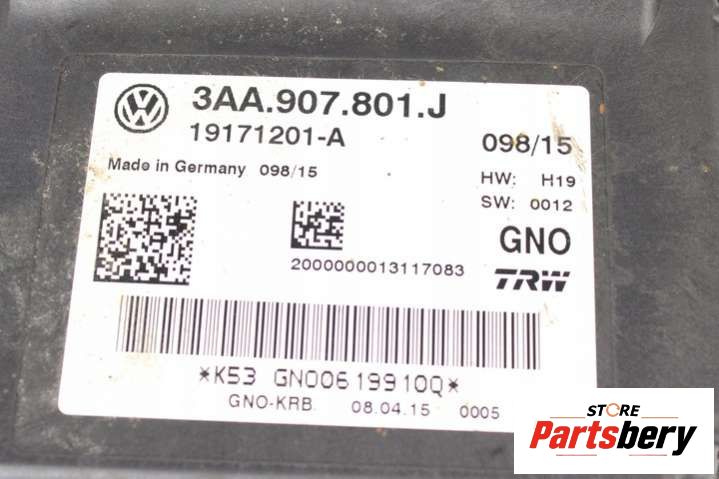 3AA.907.801.J
19171201-A
098/15
Made in Germany 098/15
HW: H19
SW: 0012
GNO
2000000013117083
TRW
*K53 GNO0619910Q*
GNO-KRB. 08.04.15 0005
STORE
Partsbery